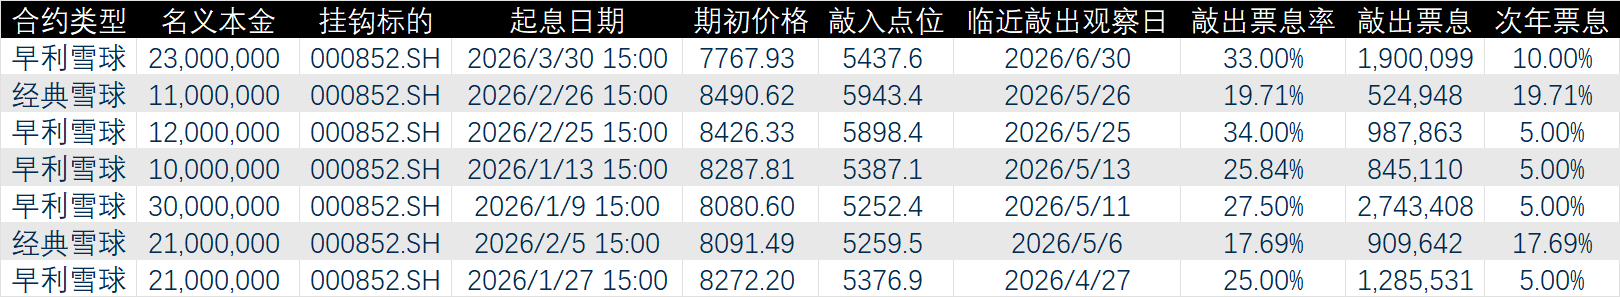 合约类型 名义本金 挂钩标的 起息日期 期初价格 敲入点位 临近敲出观察日 敲出票息率 敲出票息 次年票息
早利雪球 23,000,000 000852.SH 2026/3/30 15:00 7767.93 5437.6 2026/6/30 33.00% 1,900,099 10.00%
经典雪球 11,000,000 000852.SH 2026/2/26 15:00 8490.62 5943.4 2026/5/26 19.71% 524,948 19.71%
早利雪球 12,000,000 000852.SH 2026/2/25 15:00 8426.33 5898.4 2026/5/25 34.00% 987,863 5.00%
早利雪球 10,000,000 000852.SH 2026/1/13 15:00 8287.81 5387.1 2026/5/13 25.84% 845,110 5.00%
早利雪球 30,000,000 000852.SH 2026/1/9 15:00 8080.60 5252.4 2026/5/11 27.50% 2,743,408 5.00%
经典雪球 21,000,000 000852.SH 2026/2/5 15:00 8091.49 5259.5 2026/5/6 17.69% 909,642 17.69%
早利雪球 21,000,000 000852.SH 2026/1/27 15:00 8272.20 5376.9 2026/4/27 25.00% 1,285,531 5.00%